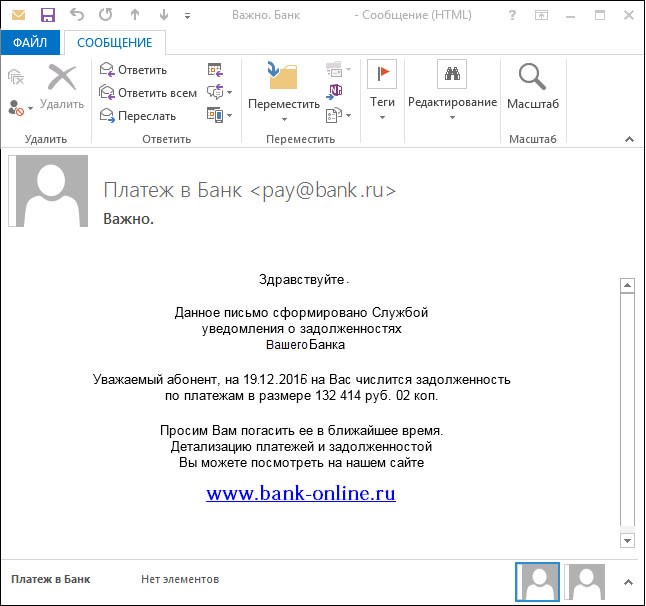 Важно. Банк - Сообщение (HTML)
ФАЙЛ СООБЩЕНИЕ
Удалить
Удалить
Ответить
Ответить всем
Переслать
Ответить
Переместить
Переместить
Теги
Редактирование
Масштаб
Масштаб
Платеж в Банк <pay@bank.ru>
Важно.
Здравствуйте.
Данное письмо сформировано Службой
уведомления о задолженностях
Вашего Банка
Уважаемый абонент, на 19.12.2016 на Вас числится задолженность
по платежам в размере 132 414 руб. 02 коп.
Просим Вам погасить ее в ближайшее время.
Детализацию платежей и задолженностой
Вы можете посмотреть на нашем сайте
www.bank-online.ru
Платеж в Банк Нет элементов